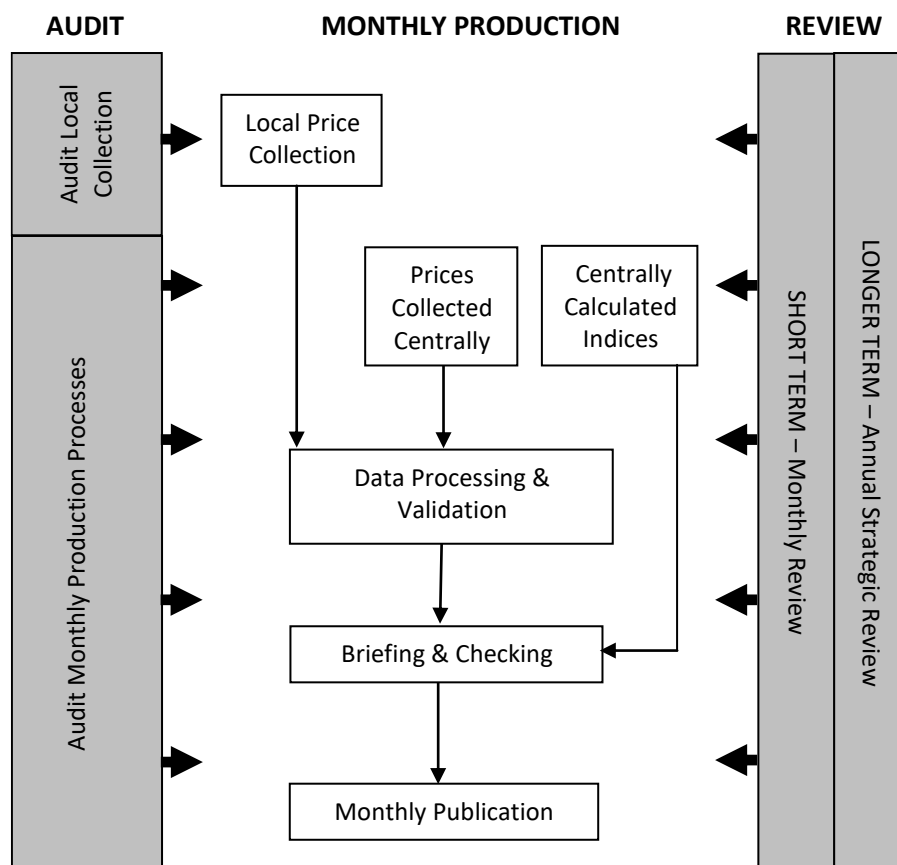 AUDIT
MONTHLY PRODUCTION
REVIEW
Audit Local
Collection
Audit Monthly Production Processes
Local Price
Collection
Prices
Collected
Centrally
Centrally
Calculated
Indices
Data Processing &
Validation
Briefing & Checking
Monthly Publication
SHORT TERM – Monthly Review
LONGER TERM – Annual Strategic Review